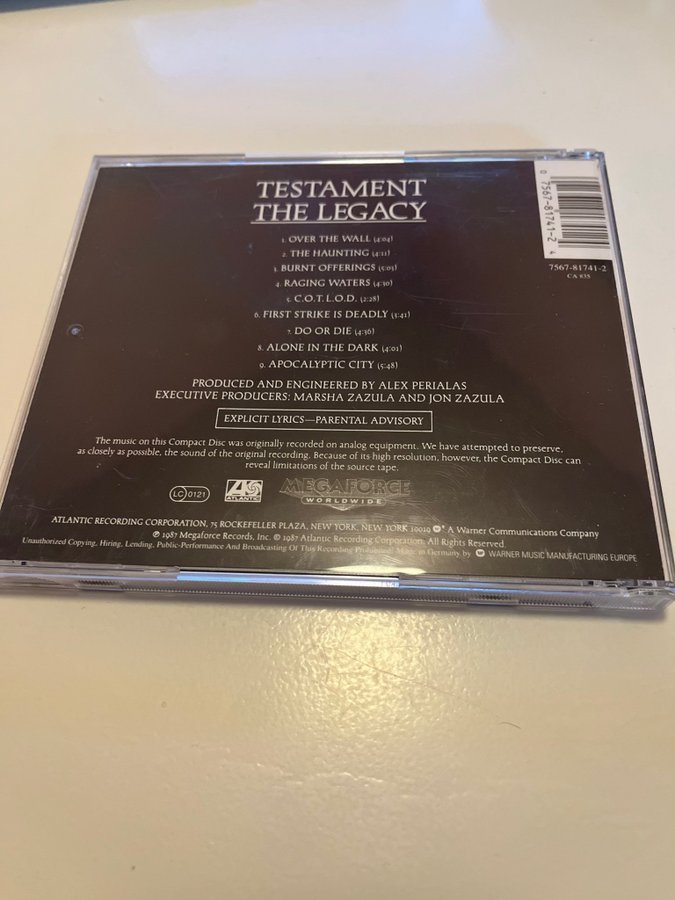 TESTAMENT
THE LEGACY
1. OVER THE WALL (4:04)
2. THE HAUNTING (4:11)
3. BURNT OFFERINGS (5:03)
4. RAGING WATERS (4:30)
5. C.O.T.L.O.D. (2:28)
6. FIRST STRIKE IS DEADLY (3:41)
7. DO OR DIE (4:36)
8. ALONE IN THE DARK (4:01)
9. APOCALYPTIC CITY (5:48)
PRODUCED AND ENGINEERED BY ALEX PERIALAS
EXECUTIVE PRODUCERS: MARSHA ZAZULA AND JON ZAZULA
EXPLICIT LYRICS—PARENTAL ADVISORY
The music on this Compact Disc was originally recorded on analog equipment. We have attempted to preserve,
as closely as possible, the sound of the original recording. Because of its high resolution, however, the Compact Disc can
reveal limitations of the source tape.
LC 0121
ATLANTIC
MEGAFORCE
WORLDWIDE
ATLANTIC RECORDING CORPORATION, 75 ROCKEFELLER PLAZA, NEW YORK, NEW YORK 10019 ® A Warner Communications Company
℗ 1987 Megaforce Records, Inc. © 1987 Atlantic Recording Corporation. All Rights Reserved.
Unauthorized Copying, Hiring, Lending, Public-Performance And Broadcasting Of This Recording Prohibited. Made in Germany by WARNER MUSIC MANUFACTURING EUROPE
0 7567-81741-2 4
7567-81741-2
CA 835